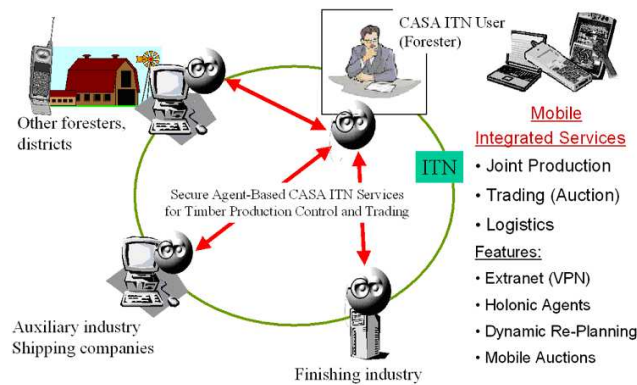 CASA ITN User
(Forester)
Other foresters,
districts
Mobile
Integrated Services
ITN
• Joint Production
• Trading (Auction)
• Logistics
Secure Agent-Based CASA ITN Services
for Timber Production Control and Trading
Features:
• Extranet (VPN)
• Holonic Agents
• Dynamic Re-Planning
• Mobile Auctions
Auxiliary industry
Shipping companies
Finishing industry